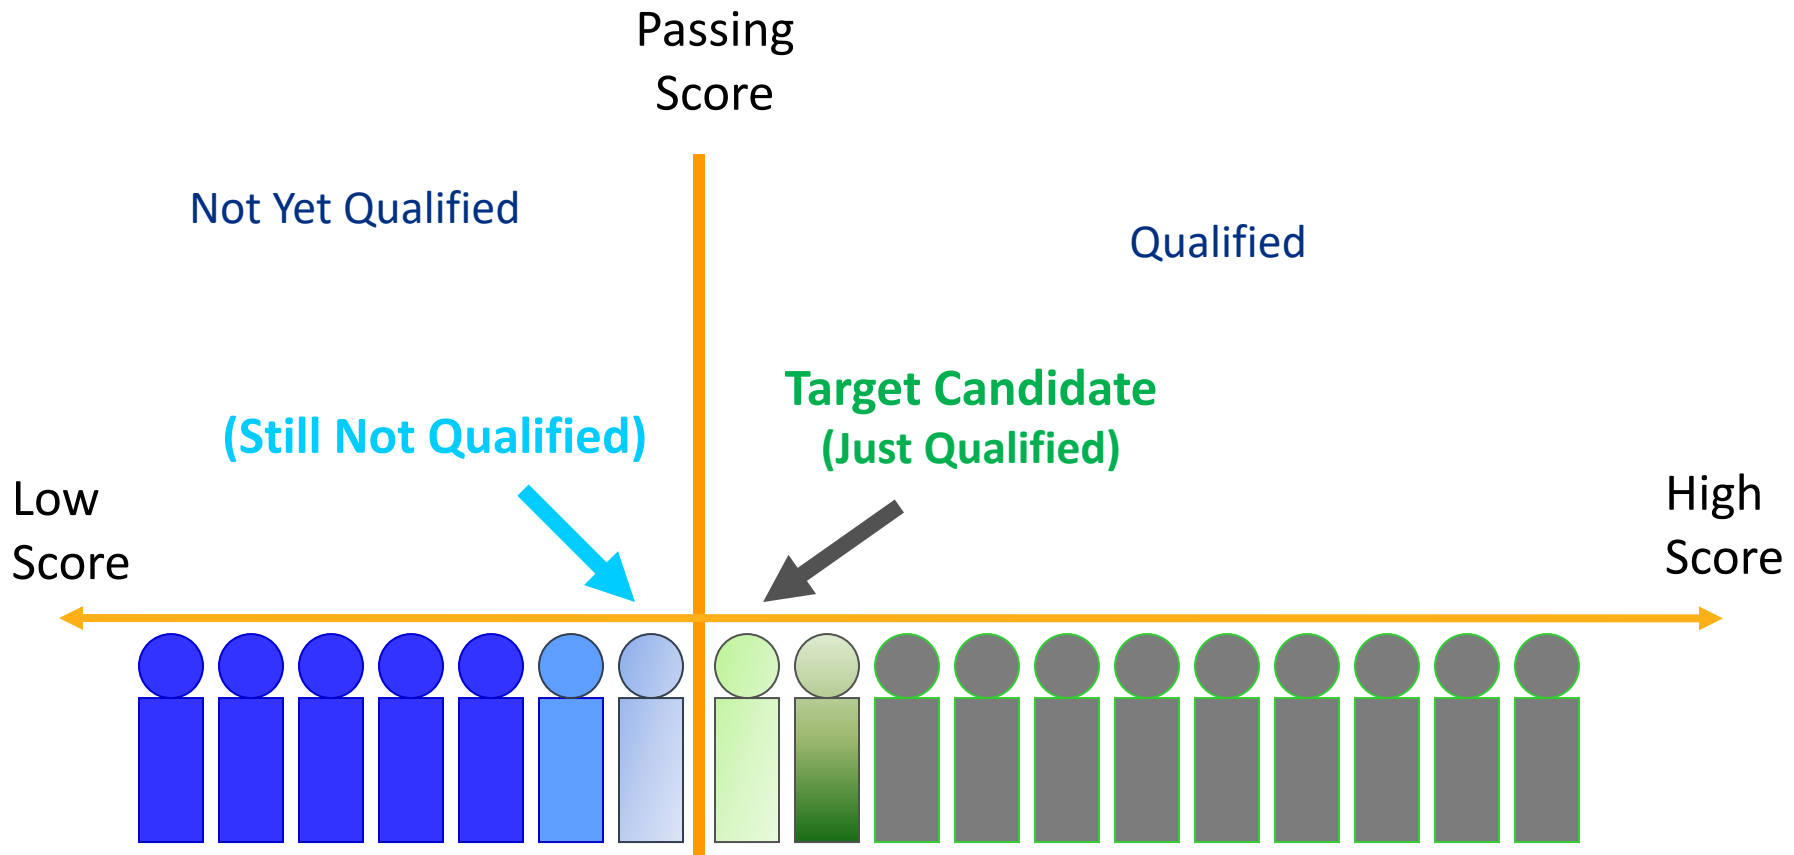 Passing
Score
Not Yet Qualified
Qualified
Target Candidate
(Just Qualified)
(Still Not Qualified)
Low
Score
High
Score